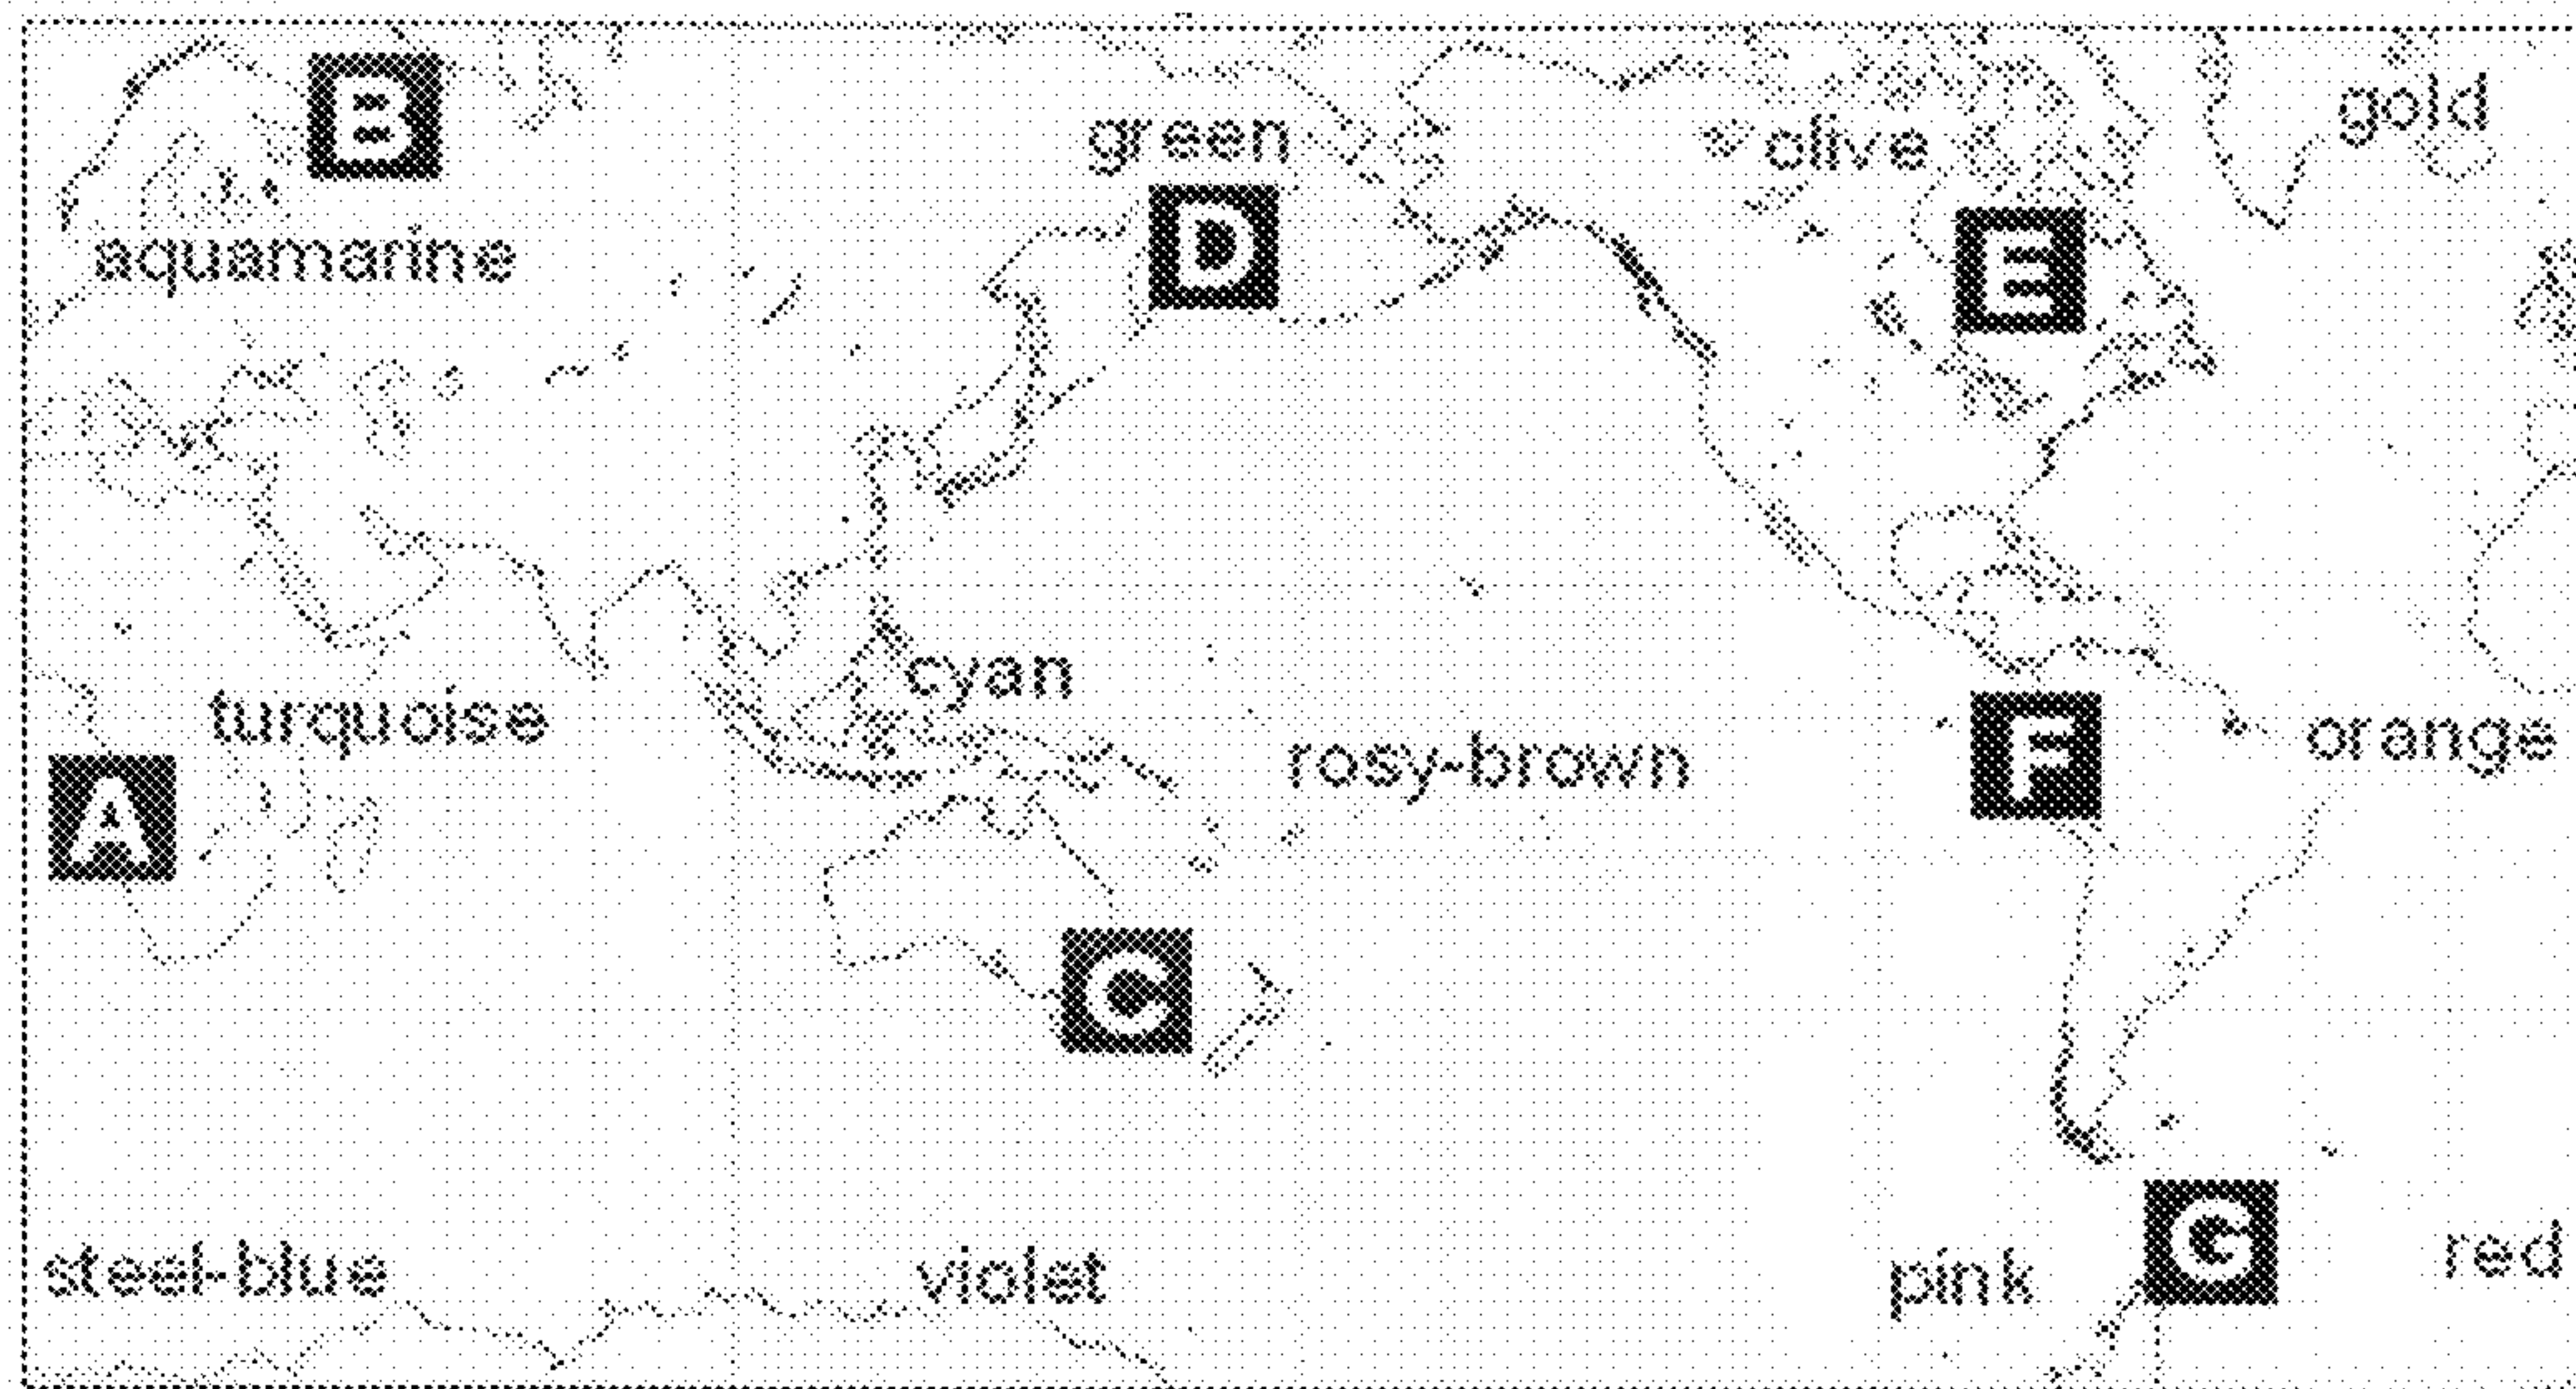 B
gold
green
olive
D
aquamarine
E
cyan
turquoise
orange
F
rosy-brown
A
C
G
red
steel-blue
violet
pink